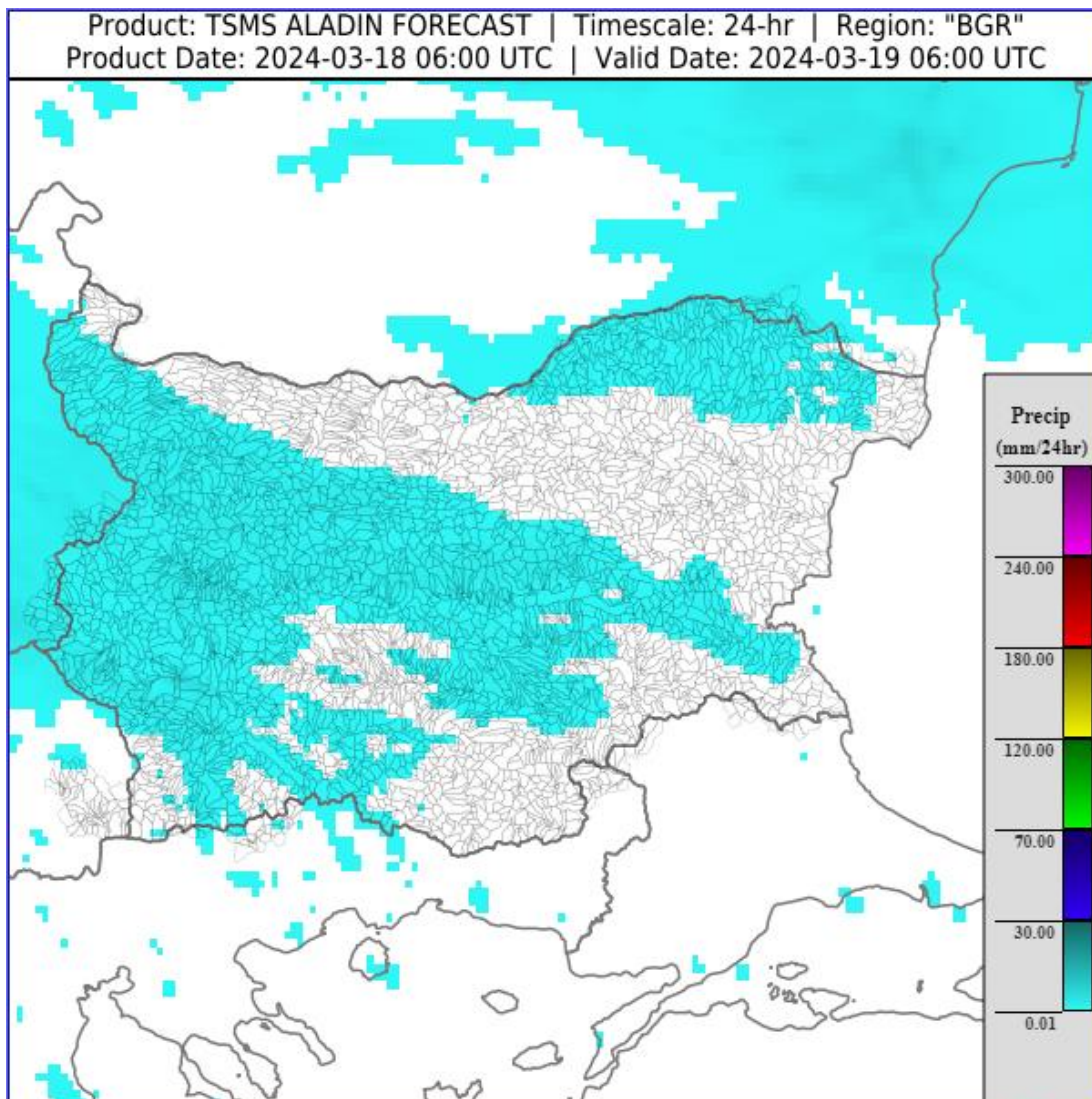 Product: TSMS ALADIN FORECAST | Timescale: 24-hr | Region: "BGR"
Product Date: 2024-03-18 06:00 UTC | Valid Date: 2024-03-19 06:00 UTC
Precip
(mm/24hr)
300.00
240.00
180.00
120.00
70.00
30.00
0.01